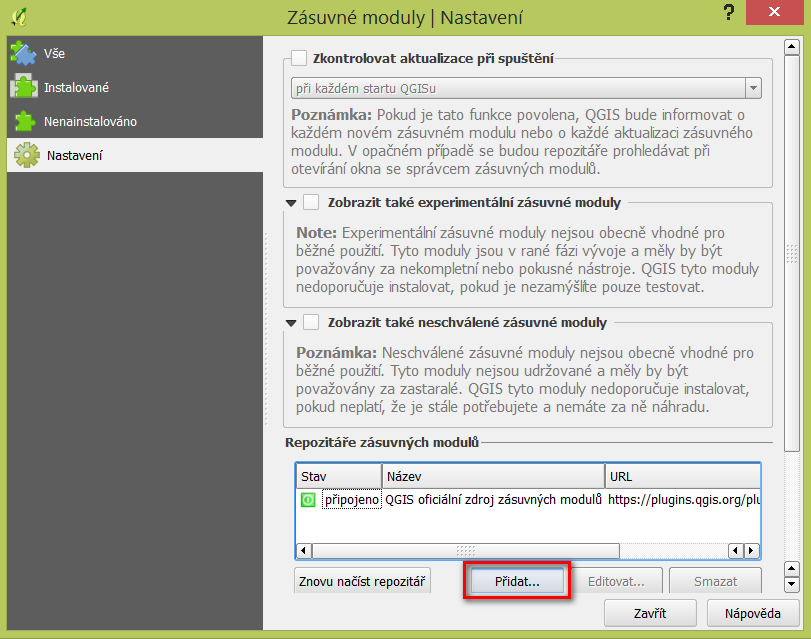 Zásuvné moduly | Nastavení
?
Vše
Instalované
Nenainstalováno
Nastavení
Zkontrolovat aktualizace při spuštění
při každém startu QGISu
Poznámka: Pokud je tato funkce povolena, QGIS bude informovat o
každém novém zásuvném modulu nebo o každé aktualizaci zásuvného
modulu. V opačném případě se budou repozitáře prohledávat při
otevírání okna se správcem zásuvných modulů.
Zobrazit také experimentální zásuvné moduly
Note: Experimentální zásuvné moduly nejsou obecně vhodné pro
běžné použití. Tyto moduly jsou v rané fázi vývoje a měly by být
považovány za nekompletní nebo pokusné nástroje. QGIS tyto moduly
nedoporučuje instalovat, pokud je nezamýšlíte pouze testovat.
Zobrazit také neschválené zásuvné moduly
Poznámka: Neschválené zásuvné moduly nejsou obecně vhodné pro
běžné použití. Tyto moduly nejsou udržované a měly by být
považovány za zastaralé. QGIS tyto moduly nedoporučuje instalovat,
pokud neplatí, že je stále potřebujete a nemáte za ně náhradu.
Repozitáře zásuvných modulů
Stav Název URL
připojeno QGIS oficiální zdroj zásuvných modulů https://plugins.qgis.org/plu
Znovu načíst repozitář Přidat... Editovat... Smazat
Zavřít Nápověda